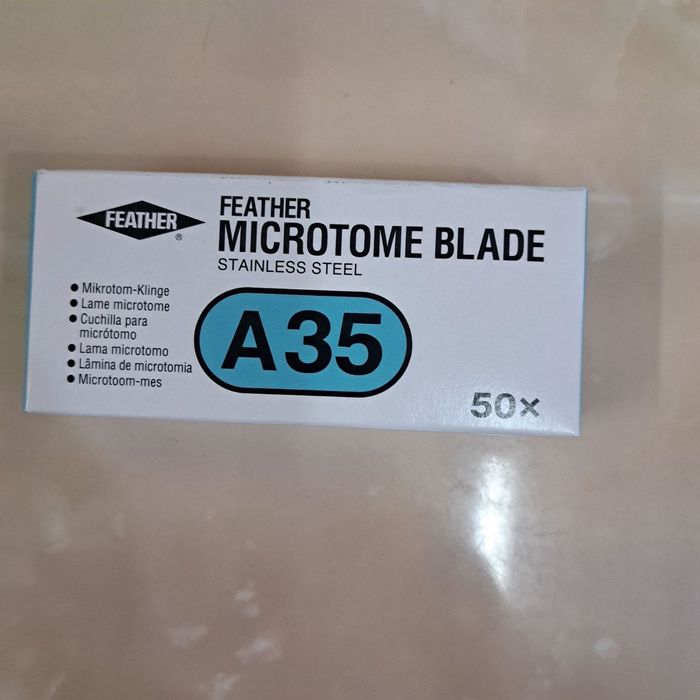 FEATHER
®
FEATHER
MICROTOME BLADE
STAINLESS STEEL
● Mikrotom-Klinge
● Lame microtome
● Cuchilla para
micrótomo
● Lama microtomo
● Lâmina de microtomia
● Microtoom-mes
A35
50×